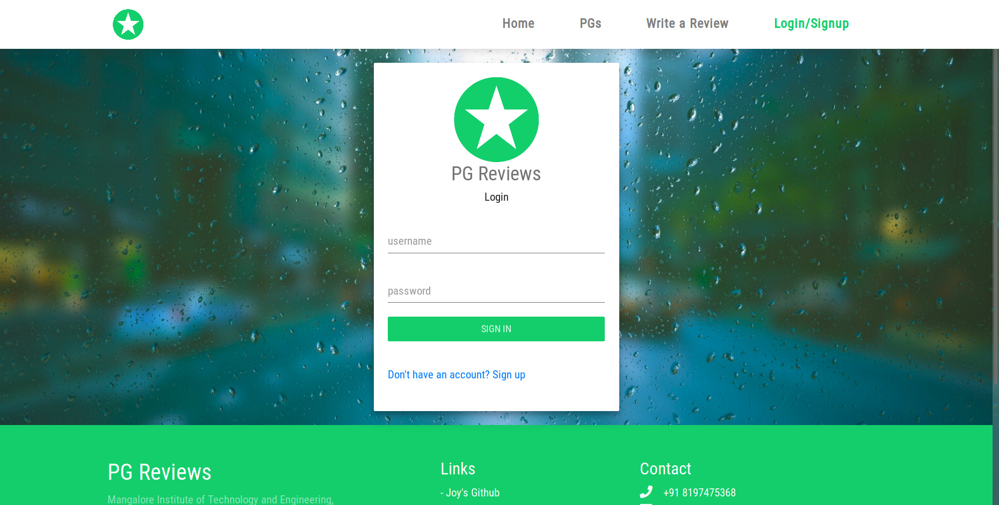 Home PGs Write a Review Login/Signup
PG Reviews
Login
username
password
SIGN IN
Don't have an account? Sign up
PG Reviews
Mangalore Institute of Technology and Engineering,
Links
- Joy's Github
Contact
+91 8197475368